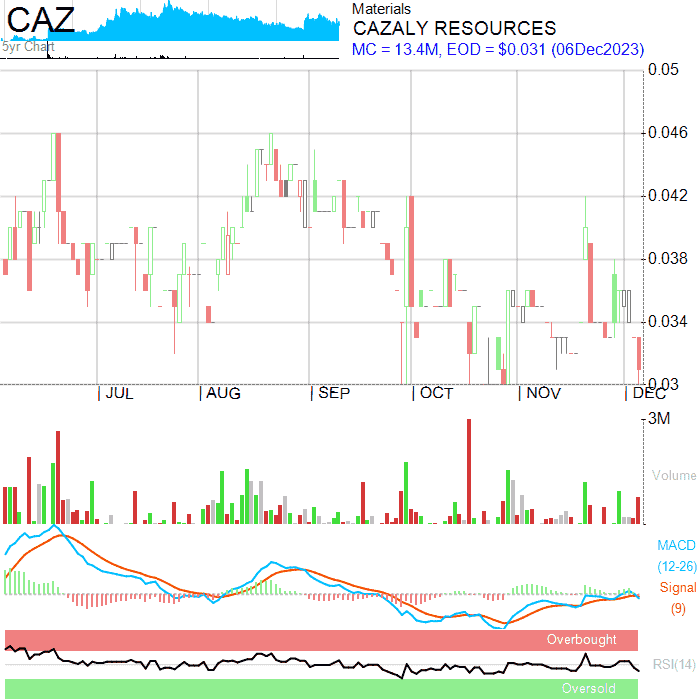 CAZ
5yr Chart
Materials
CAZALY RESOURCES
MC = 13.4M, EOD = $0.031 (06Dec2023)
0.05
0.046
0.042
0.038
0.034
0.03
JUL AUG SEP OCT NOV DEC
3M
Volume
MACD
(12-26)
Signal
(9)
Overbought
RSI(14)
Oversold